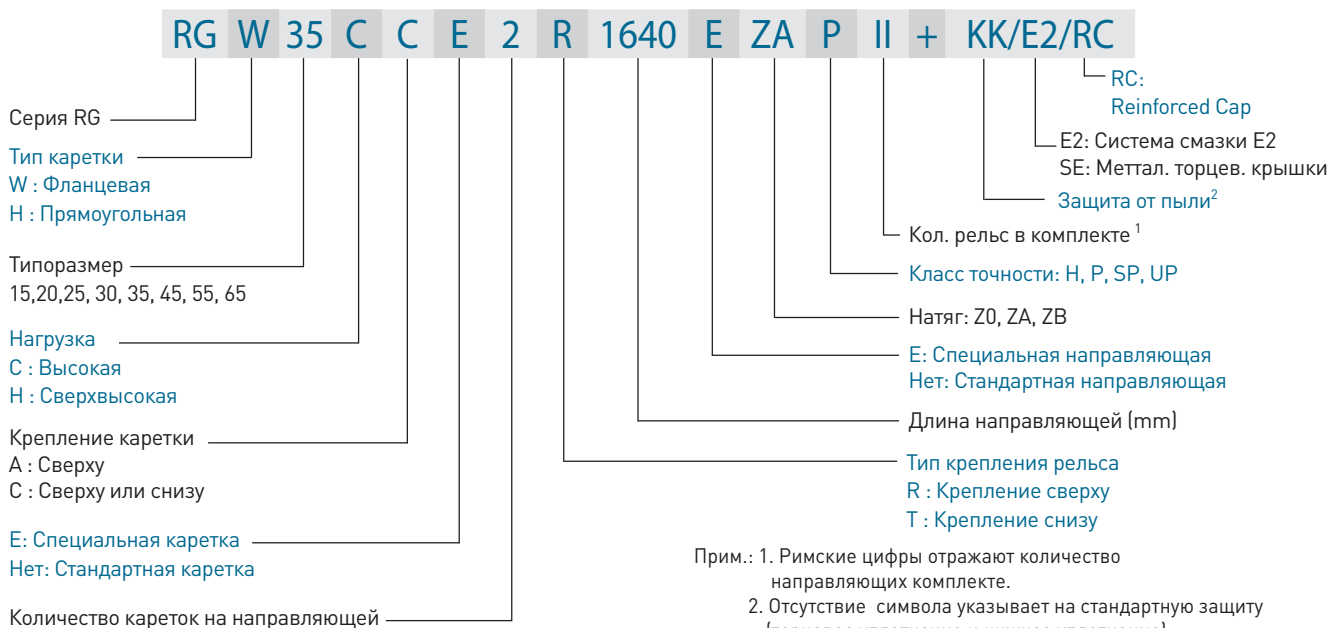 RG W 35 C C E 2 R 1640 E ZA P II + KK/E2/RC
Серия RG
Тип каретки
W : Фланцевая
H : Прямоугольная
Типоразмер
15,20,25, 30, 35, 45, 55, 65
Нагрузка
C : Высокая
H : Сверхвысокая
Крепление каретки
A : Сверху
C : Сверху или снизу
E: Специальная каретка
Нет: Стандартная каретка
Количество кареток на направляющей
RC:
Reinforced Cap
E2: Система смазки E2
SE: Меттал. торцев. крышки
Защита от пыли2
Кол. рельс в комплекте 1
Класс точности: H, P, SP, UP
Натяг: Z0, ZA, ZB
E: Специальная направляющая
Нет: Стандартная направляющая
Длина направляющей (mm)
Тип крепления рельса
R : Крепление сверху
T : Крепление снизу
Прим.: 1. Римские цифры отражают количество
направляющих комплекте.
2. Отсутствие символа указывает на стандартную защиту